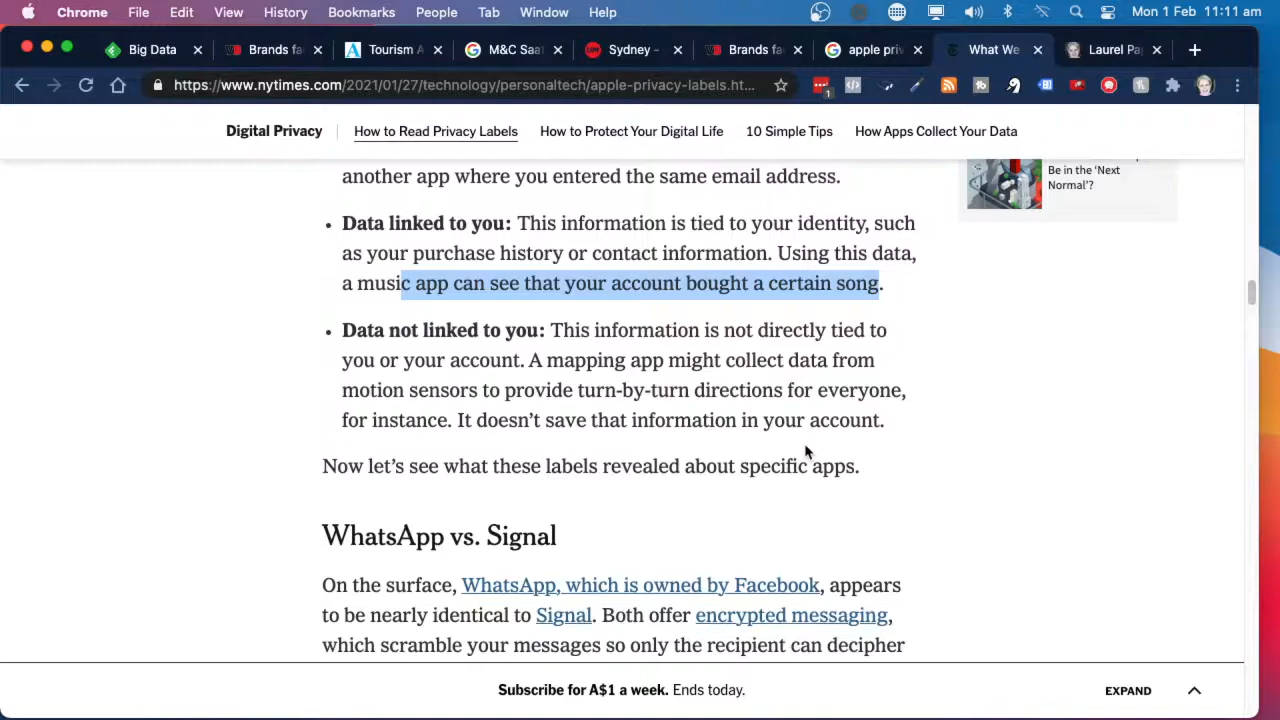 Chrome File Edit View History Bookmarks People Tab Window Help Mon 1 Feb 11:11 am
Big Data Brands fa Tourism A M&C Saa Sydney – Brands fa apple priv What We Laurel Pa
https://www.nytimes.com/2021/01/27/technology/personaltech/apple-privacy-labels.ht...
1
Digital Privacy How to Read Privacy Labels How to Protect Your Digital Life 10 Simple Tips How Apps Collect Your Data
another app where you entered the same email address.
Be in the ‘Next
Normal’?
• Data linked to you: This information is tied to your identity, such
as your purchase history or contact information. Using this data,
a music app can see that your account bought a certain song.
• Data not linked to you: This information is not directly tied to
you or your account. A mapping app might collect data from
motion sensors to provide turn-by-turn directions for everyone,
for instance. It doesn’t save that information in your account.
Now let’s see what these labels revealed about specific apps.
WhatsApp vs. Signal
On the surface, WhatsApp, which is owned by Facebook, appears
to be nearly identical to Signal. Both offer encrypted messaging,
which scramble your messages so only the recipient can decipher
Subscribe for A$1 a week. Ends today. EXPAND